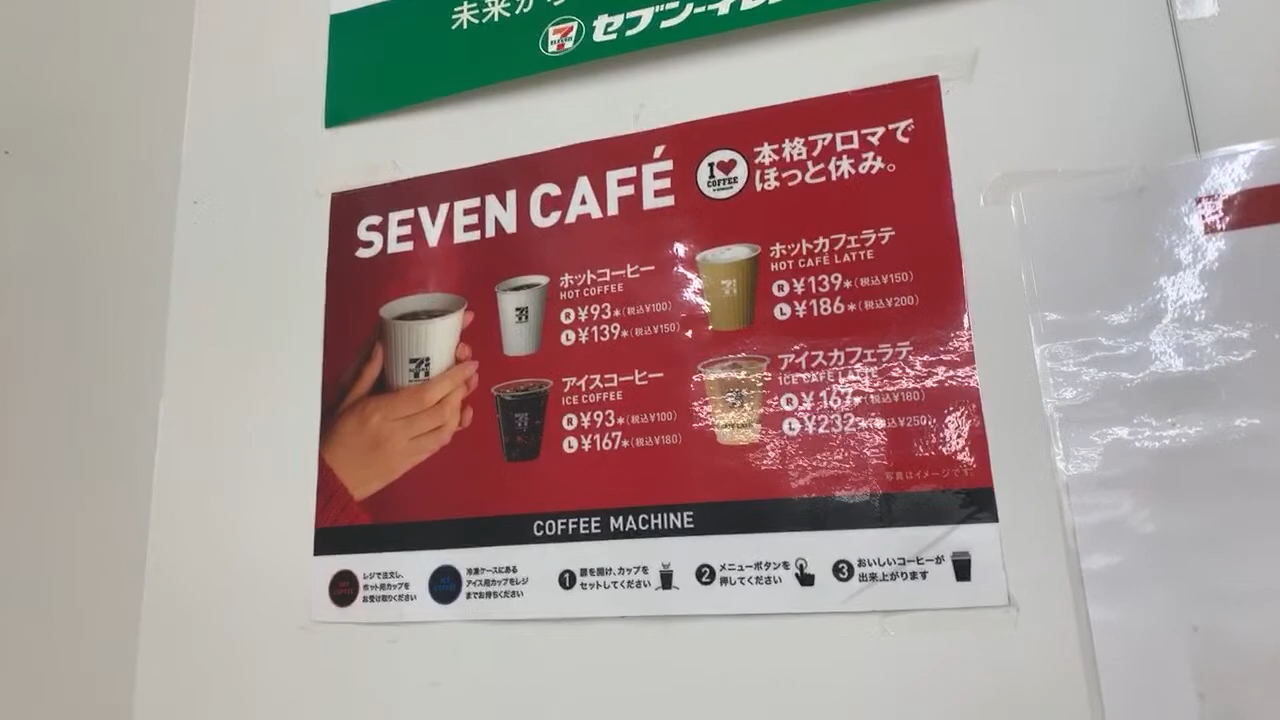 未来から
セブン-イレ
SEVEN CAFÉ
I ♥
COFFEE
本格アロマで
ほっと休み。
ホットコーヒー
HOT COFFEE
R ¥93*(税込¥100)
L ¥139*(税込¥150)
ホットカフェラテ
HOT CAFÉ LATTE
R ¥139*(税込¥150)
L ¥186*(税込¥200)
アイスコーヒー
ICE COFFEE
R ¥93*(税込¥100)
L ¥167*(税込¥180)
アイスカフェラテ
ICE CAFÉ LATTE
R ¥167*(税込¥180)
L ¥232*(税込¥250)
写真はイメージです。
COFFEE MACHINE
HOT
COFFEE
レジで注文し、
ホット用カップを
お受け取りください
ICE
COFFEE
冷凍ケースにある
アイス用カップをレジ
までお持ちください
1 扉を開け、カップを
セットしてください
2 メニューボタンを
押してください
3 おいしいコーヒーが
出来上がります